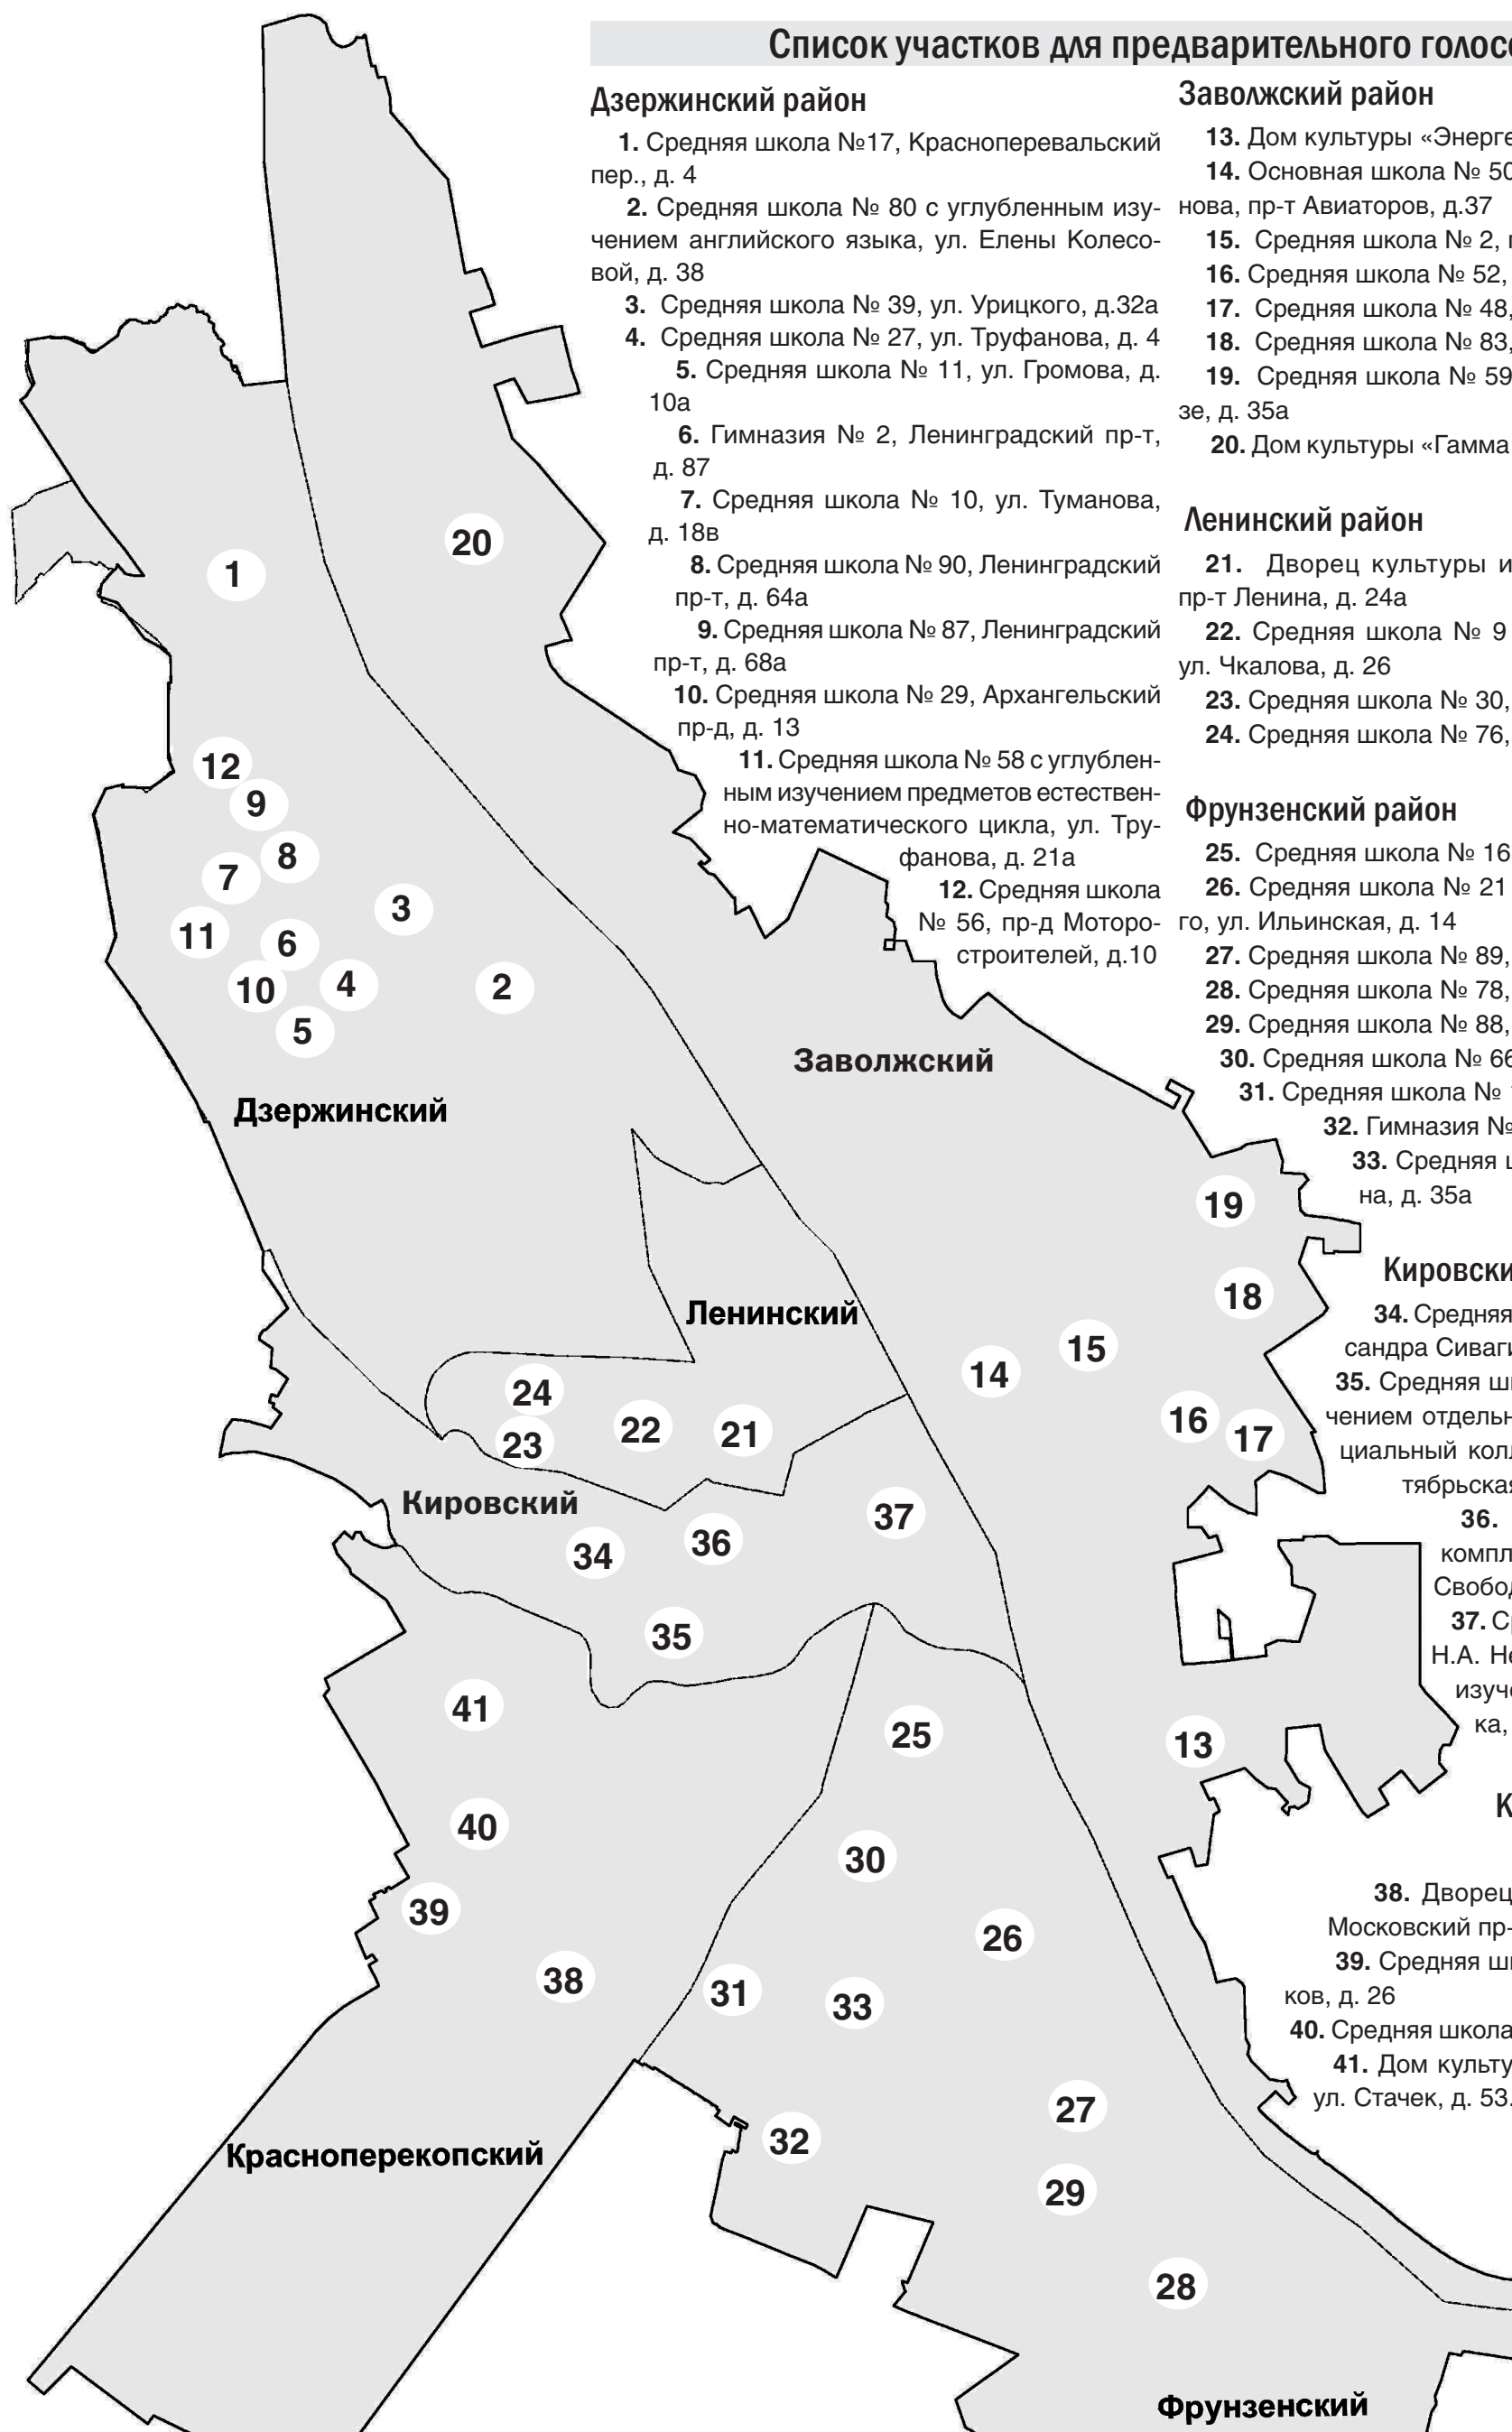 Список участков для предварительного
Дзержинский район
1. Средняя школа №17, Красноперевальский
пер., д. 4
2. Средняя школа № 80 с углубленным изу-
чением английского языка, ул. Елены Колесо-
вой, д. 38
3. Средняя школа № 39, ул. Урицкого, д.32а
4. Средняя школа № 27, ул. Труфанова, д. 4
5. Средняя школа № 11, ул. Громова, д.
10а
6. Гимназия № 2, Ленинградский пр-т,
д. 87
7. Средняя школа № 10, ул. Туманова,
д. 18в
8. Средняя школа № 90, Ленинградский
пр-т, д. 64а
9. Средняя школа № 87, Ленинградский
пр-т, д. 68а
10. Средняя школа № 29, Архангельский
пр-д, д. 13
11. Средняя школа № 58 с углублен-
ным изучением предметов естествен-
но-математического цикла, ул. Тру-
фанова, д. 21а
12. Средняя школа
№ 56, пр-д Моторо-
строителей, д.10
Заволжский район
13. Дом культуры «Энерге
14. Основная школа № 50
нова, пр-т Авиаторов, д.37
15. Средняя школа № 2,
16. Средняя школа № 52,
17. Средняя школа № 48,
18. Средняя школа № 83,
19. Средняя школа № 59
зе, д. 35а
20. Дом культуры «Гамма
Ленинский район
21. Дворец культуры и
пр-т Ленина, д. 24а
22. Средняя школа № 9
ул. Чкалова, д. 26
23. Средняя школа № 30,
24. Средняя школа № 76,
Фрунзенский район
25. Средняя школа № 16
26. Средняя школа № 21
го, ул. Ильинская, д. 14
27. Средняя школа № 89,
28. Средняя школа № 78,
29. Средняя школа № 88,
30. Средняя школа № 66
31. Средняя школа №
32. Гимназия №
33. Средняя
на, д. 35а
Кировски
34. Средняя
сандра Сиваги
35. Средняя
чением отдельн
циальный кол
тябрьская
36.
компл
Свобод
37. С
Н.А. Не
изуч
ка,
К
38. Дворец
Московский пр-
39. Средняя
ков, д. 26
40. Средняя школа
41. Дом культу
ул. Стачек, д. 53.
1
20
12
9
8
7
3
11
6
10
4
2
5
Дзержинский
Заволжский
19
18
Ленинский
14
15
24
22
21
23
16
17
Кировский
37
34
36
35
41
25
13
40
30
39
26
38
31
33
27
32
Красноперекопский
29
28
Фрунзенский